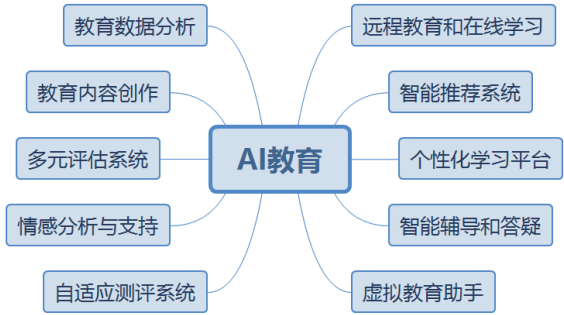 教育数据分析
远程教育和在线学习
教育内容创作
智能推荐系统
多元评估系统
AI教育
个性化学习平台
情感分析与支持
智能辅导和答疑
自适应测评系统
虚拟教育助手